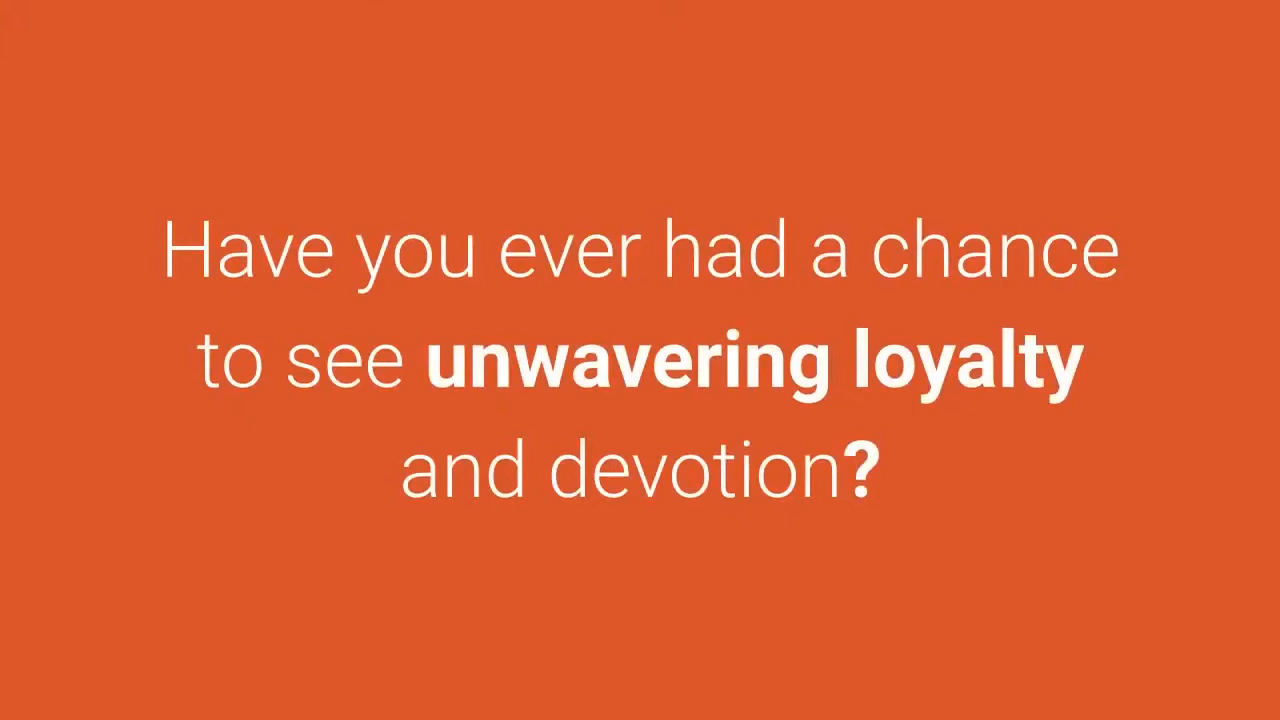 Have you ever had a chance
to see unwavering loyalty
and devotion?